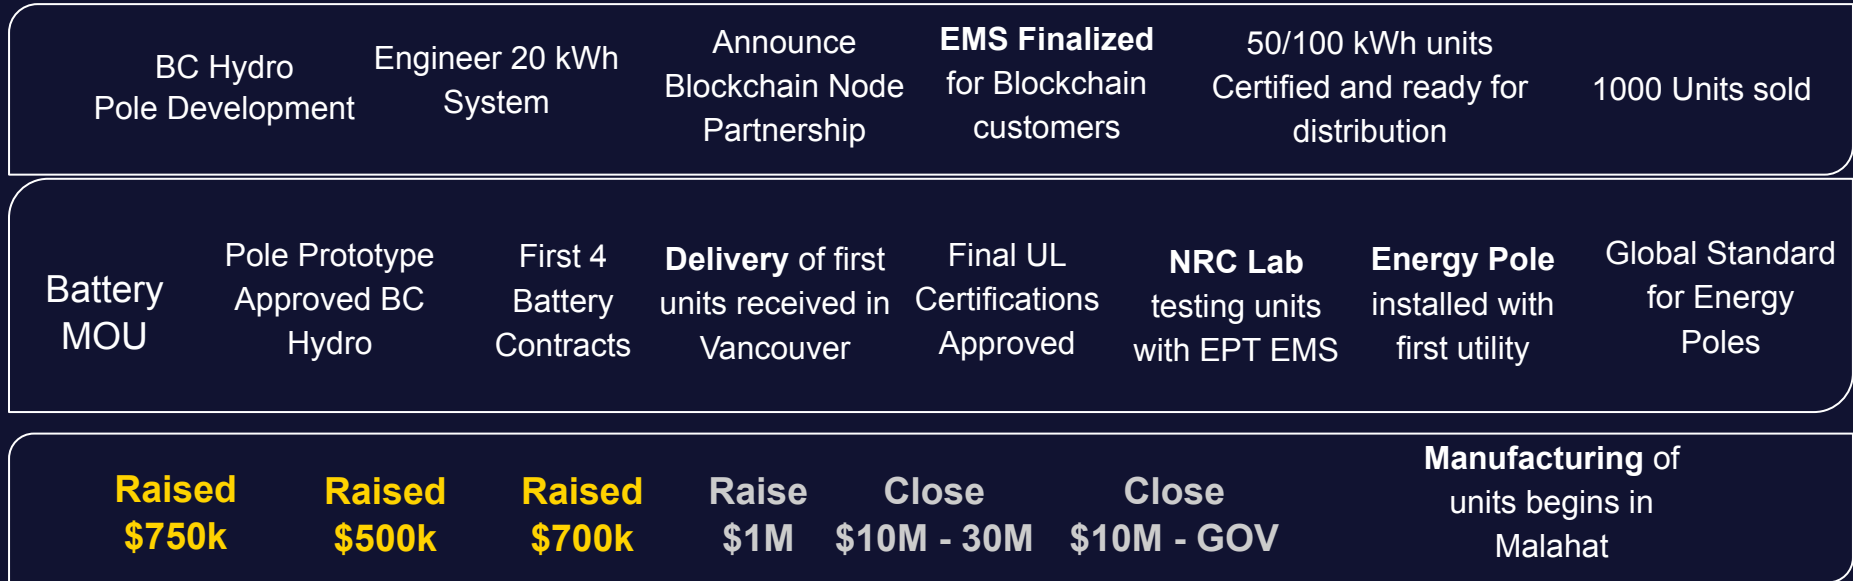 BC Hydro
Pole Development
Engineer 20 kWh
System
Announce
Blockchain Node
Partnership
EMS Finalized
for Blockchain
customers
50/100 kWh units
Certified and ready for
distribution
1000 Units sold
Battery
MOU
Pole Prototype
Approved BC
Hydro
First 4
Battery
Contracts
Delivery of first
units received in
Vancouver
Final UL
Certifications
Approved
NRC Lab
testing units
with EPT EMS
Energy Pole
installed with
first utility
Global Standard
for Energy
Poles
Raised
$750k
Raised
$500k
Raised
$700k
Raise
$1M
Close
$10M - 30M
Close
$10M - GOV
Manufacturing of
units begins in
Malahat